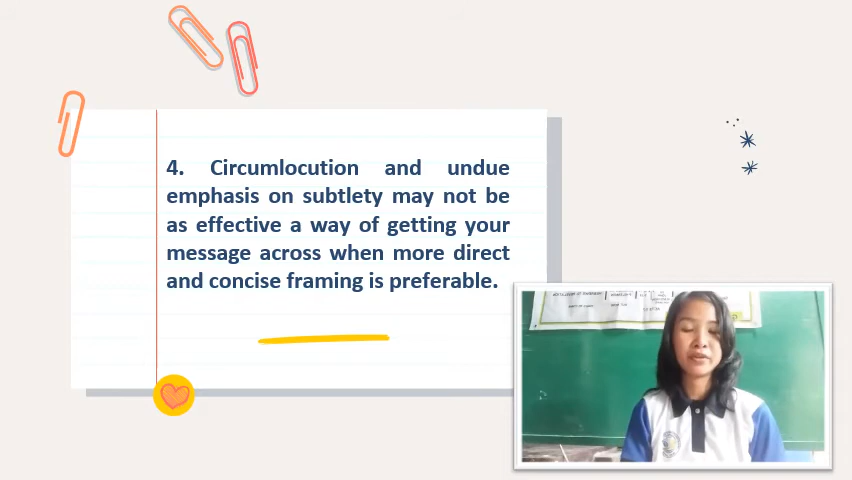 4. Circumlocution and undue
emphasis on subtlety may not be
as effective a way of getting your
message across when more direct
and concise framing is preferable.